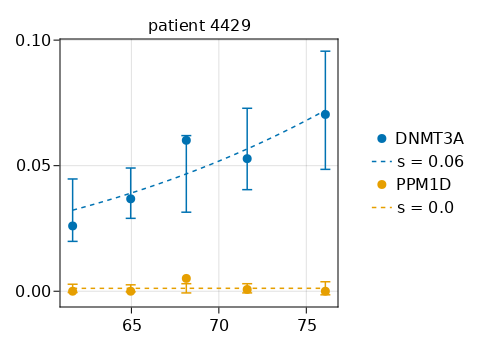 patient 4429
0.10
0.05
0.00
65
70
75
DNMT3A
s = 0.06
PPM1D
s = 0.0